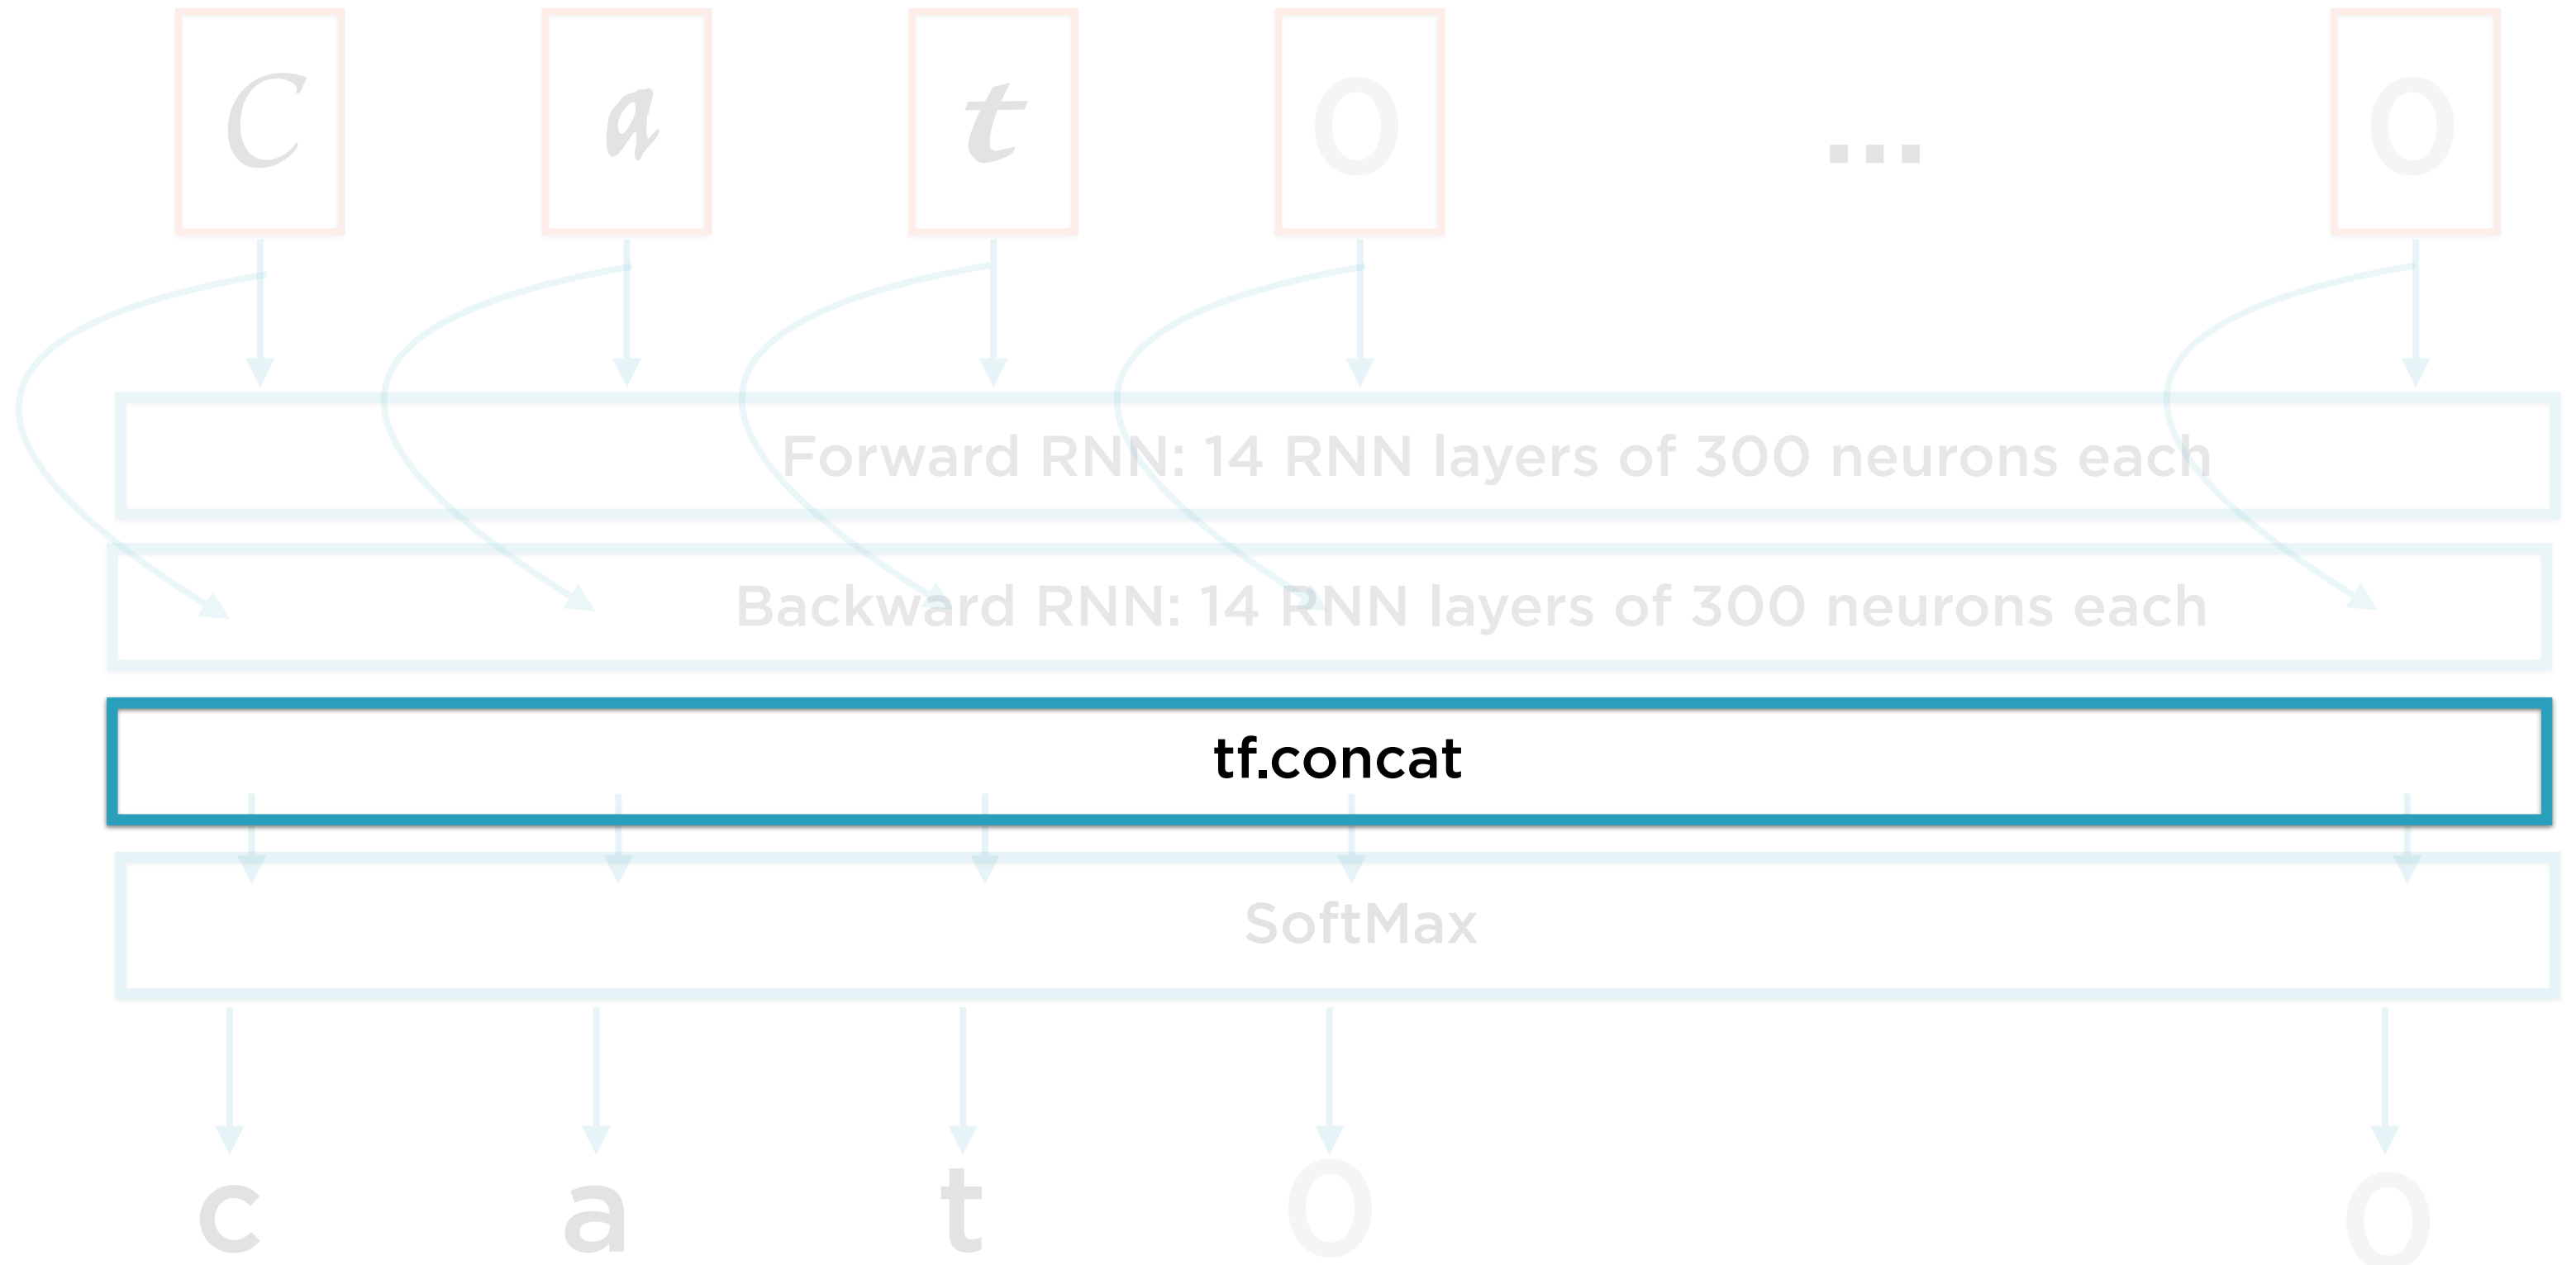 C a t 0 ... 0
Forward RNN: 14 RNN layers of 300 neurons each
Backward RNN: 14 RNN layers of 300 neurons each
tf.concat
SoftMax
c a t 0 0